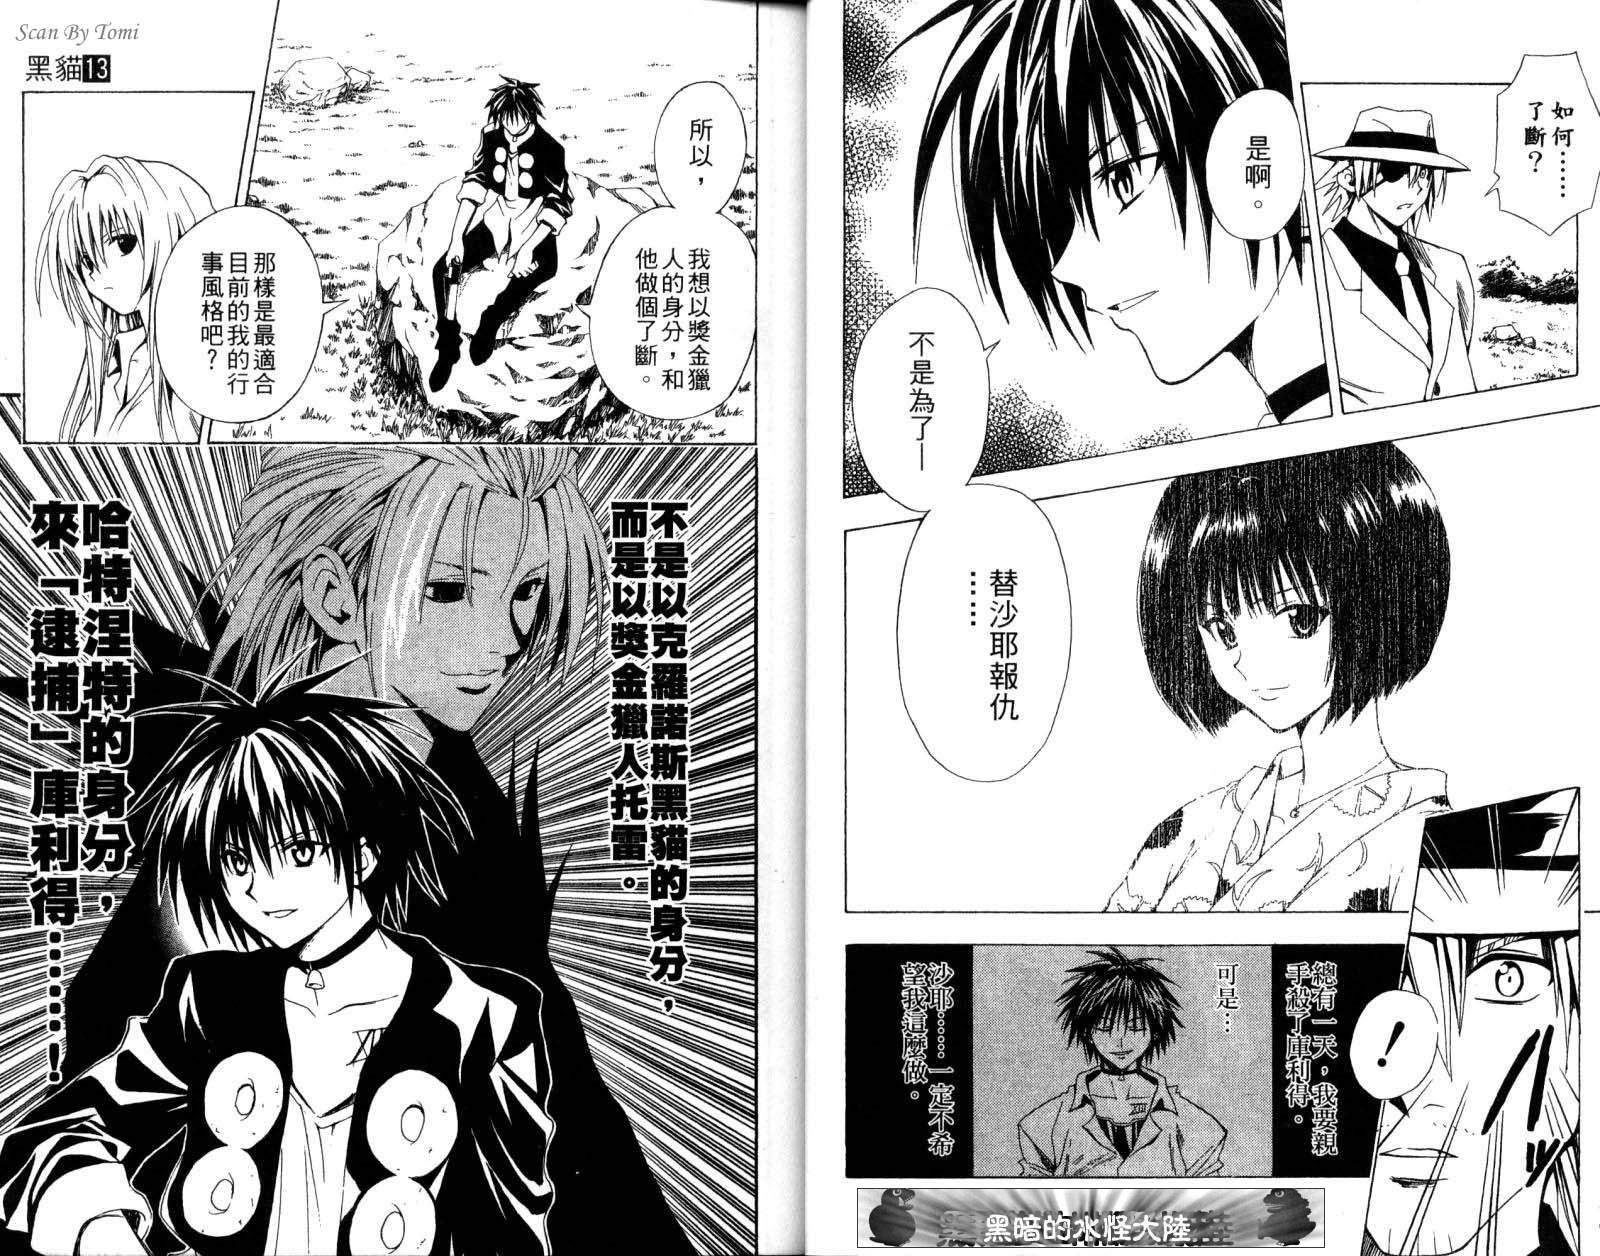 如何……
了斷？
是啊。
不是為了—
替沙耶報仇
……
！
總有一天，我要親
手殺了庫利得。
可是…
沙耶……一定不希
望我這麼做。
黑暗的水怪大陸
Scan By Tomi
黑貓13
所以，
我想以獎金獵
人的身分，和
他做個了斷。
那樣是最適合
目前的我的行
事風格吧？
不是以克羅諾斯黑貓的身分，
而是以獎金獵人托雷。
哈特涅特的身分，
來「逮捕」庫利得………！
XIII